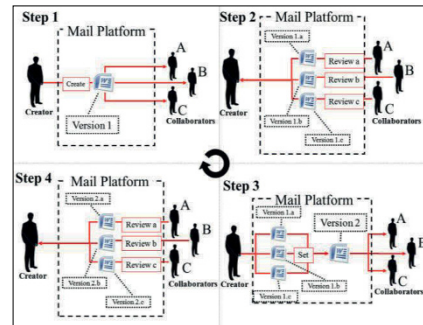 Step 1
Mail Platform
Creator
Create
Version 1
A
B
C
Collaborators
Step 2
Mail Platform
Version 1.a
Version 1.b
Version 1.c
Review a
Review b
Review c
Creator
A
B
C
Collaborators
Step 4
Mail Platform
Version 2.a
Version 2.b
Version 2.c
Review a
Review b
Review c
Creator
A
B
C
Collaborators
Step 3
Mail Platform
Version 1.a
Version 1.b
Version 1.c
Set
Version 2
Creator
A
B
C
Collaborators